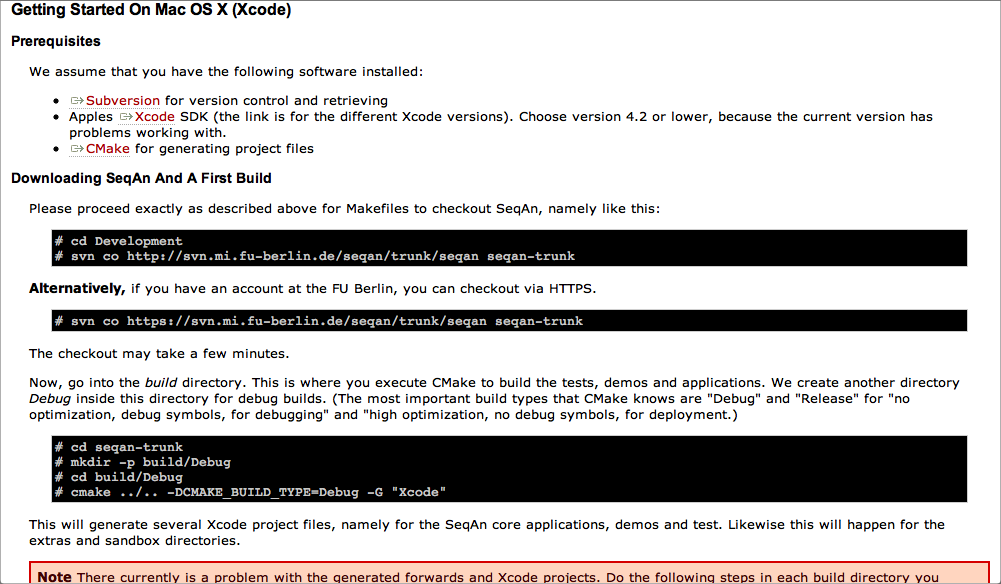 Getting Started On Mac OS X (Xcode)
Prerequisites
We assume that you have the following software installed:
Subversion for version control and retrieving
Apples Xcode SDK (the link is for the different Xcode versions). Choose version 4.2 or lower, because the current version has
problems working with.
CMake for generating project files
Downloading SeqAn And A First Build
Please proceed exactly as described above for Makefiles to checkout SeqAn, namely like this:
# cd Development
# svn co http://svn.mi.fu-berlin.de/seqan/trunk/seqan seqan-trunk
Alternatively, if you have an account at the FU Berlin, you can checkout via HTTPS.
# svn co https://svn.mi.fu-berlin.de/seqan/trunk/seqan seqan-trunk
The checkout may take a few minutes.
Now, go into the build directory. This is where you execute CMake to build the tests, demos and applications. We create another directory
Debug inside this directory for debug builds. (The most important build types that CMake knows are "Debug" and "Release" for "no
optimization, debug symbols, for debugging" and "high optimization, no debug symbols, for deployment.)
# cd seqan-trunk
# mkdir -p build/Debug
# cd build/Debug
# cmake ../.. -DCMAKE_BUILD_TYPE=Debug -G "Xcode"
This will generate several Xcode project files, namely for the SeqAn core applications, demos and test. Likewise this will happen for the
extras and sandbox directories.
Note There currently is a problem with the generated forwards and Xcode projects. Do the following steps in each build directory you